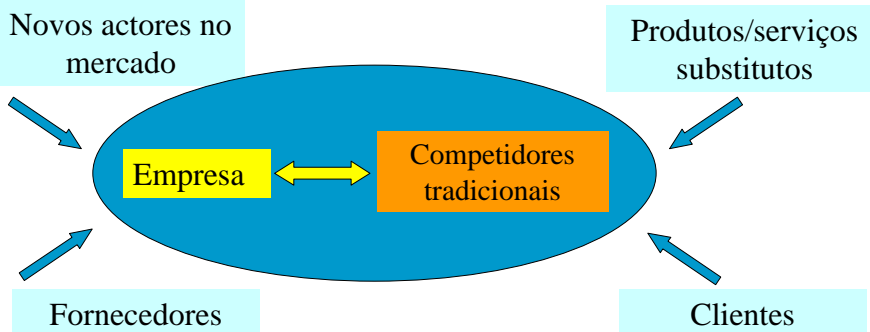 Novos actores no
mercado
Produtos/serviços
substitutos
Empresa
Competidores
tradicionais
Fornecedores
Clientes